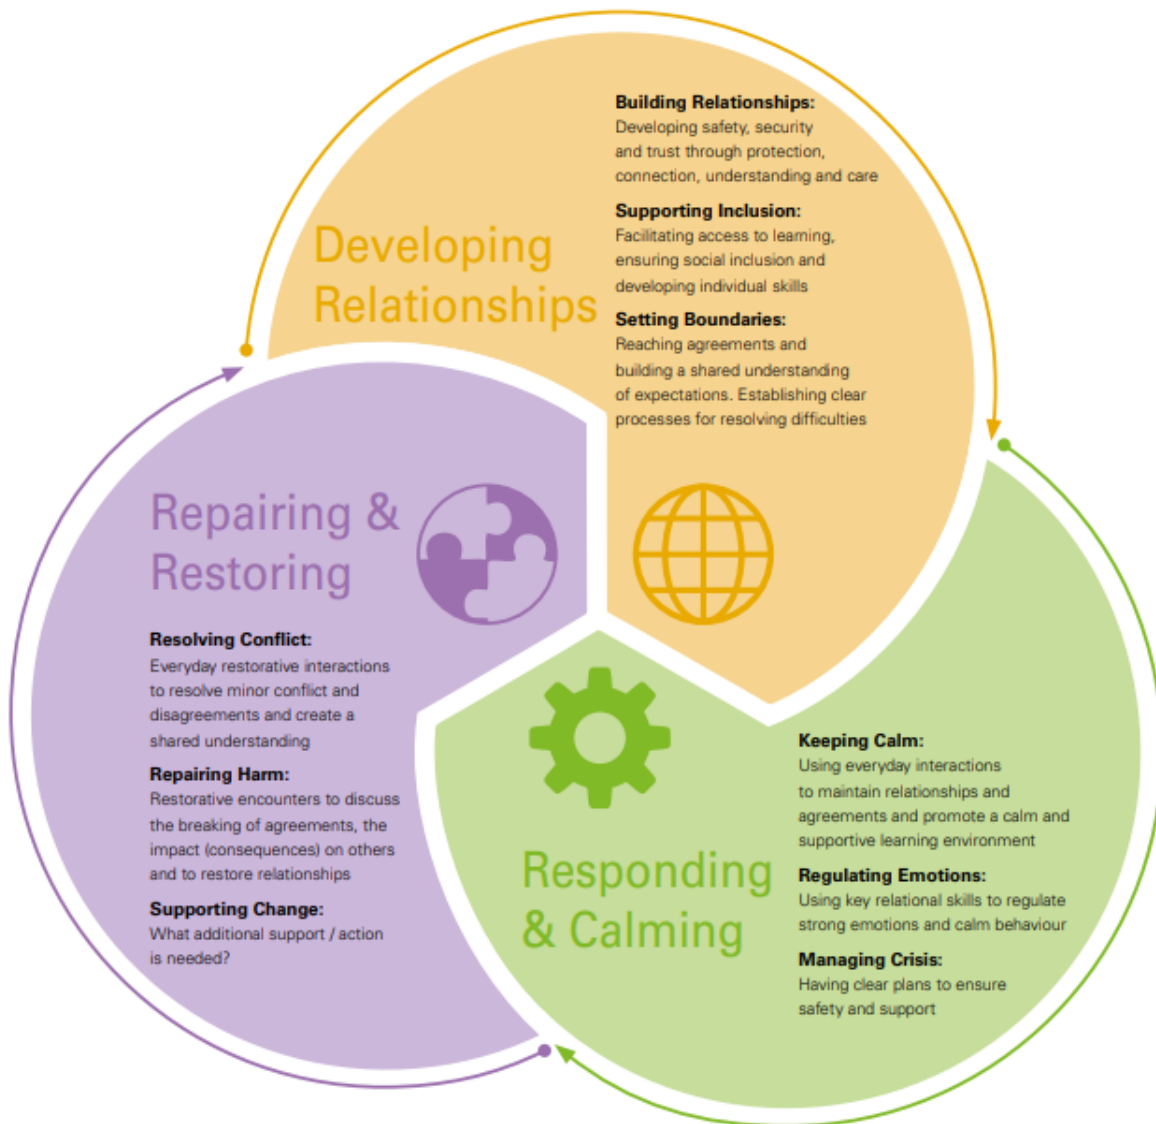 Developing
Relationships
Building Relationships:
Developing safety, security
and trust through protection,
connection, understanding and care
Supporting Inclusion:
Facilitating access to learning,
ensuring social inclusion and
developing individual skills
Setting Boundaries:
Reaching agreements and
building a shared understanding
of expectations. Establishing clear
processes for resolving difficulties
Repairing &
Restoring
Resolving Conflict:
Everyday restorative interactions
to resolve minor conflict and
disagreements and create a
shared understanding
Repairing Harm:
Restorative encounters to discuss
the breaking of agreements, the
impact (consequences) on others
and to restore relationships
Supporting Change:
What additional support / action
is needed?
Responding
& Calming
Keeping Calm:
Using everyday interactions
to maintain relationships and
agreements and promote a calm and
supportive learning environment
Regulating Emotions:
Using key relational skills to regulate
strong emotions and calm behaviour
Managing Crisis:
Having clear plans to ensure
safety and support